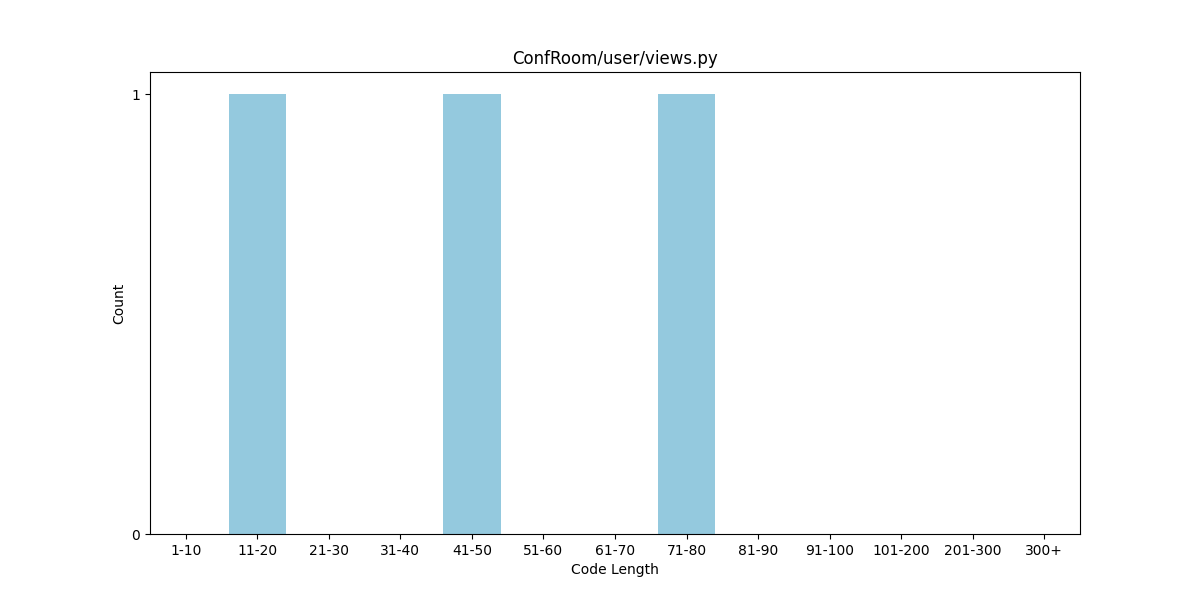 ConfRoom/user/views.py
1
Count
0
1-10 11-20 21-30 31-40 41-50 51-60 61-70 71-80 81-90 91-100 101-200 201-300 300+
Code Length